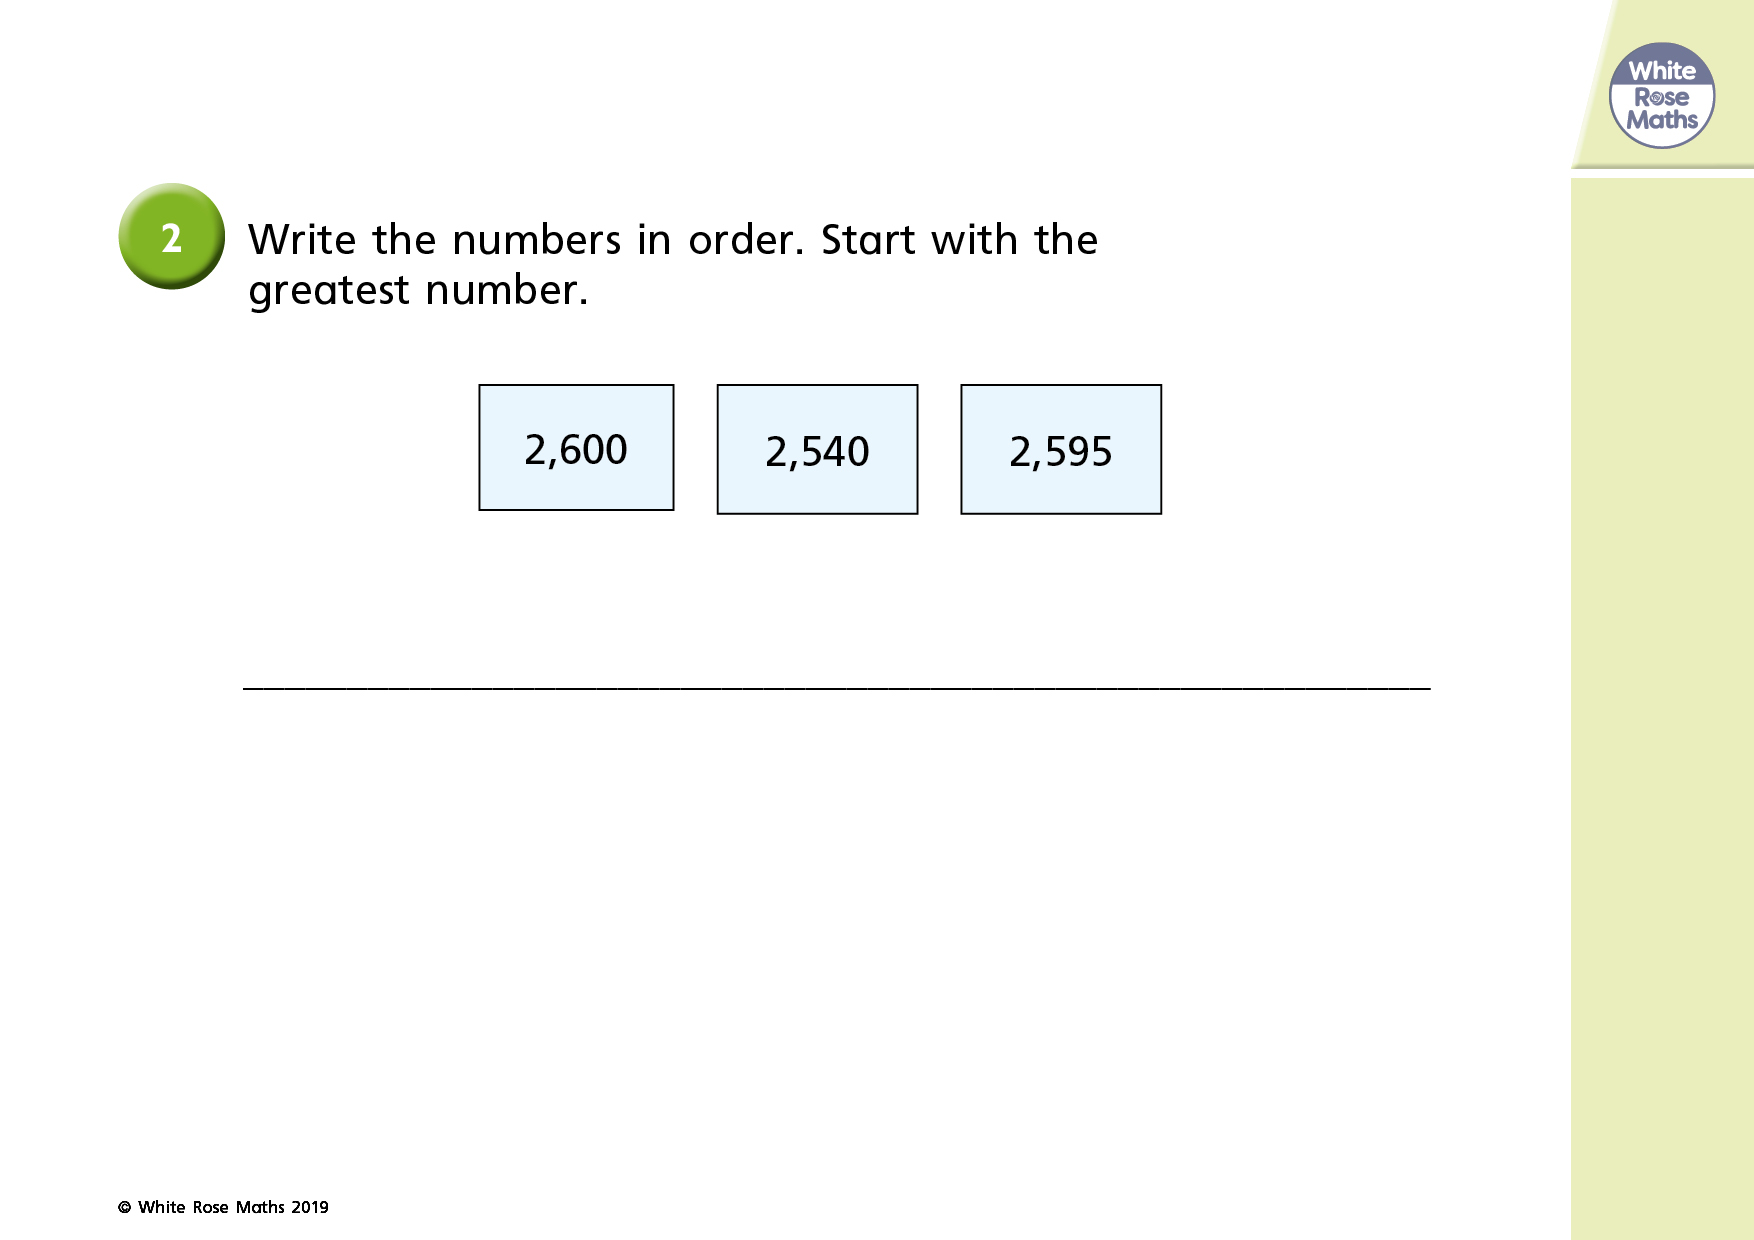 White
Rose
Maths
2 Write the numbers in order. Start with the
greatest number.
2,600 2,540 2,595
© White Rose Maths 2019